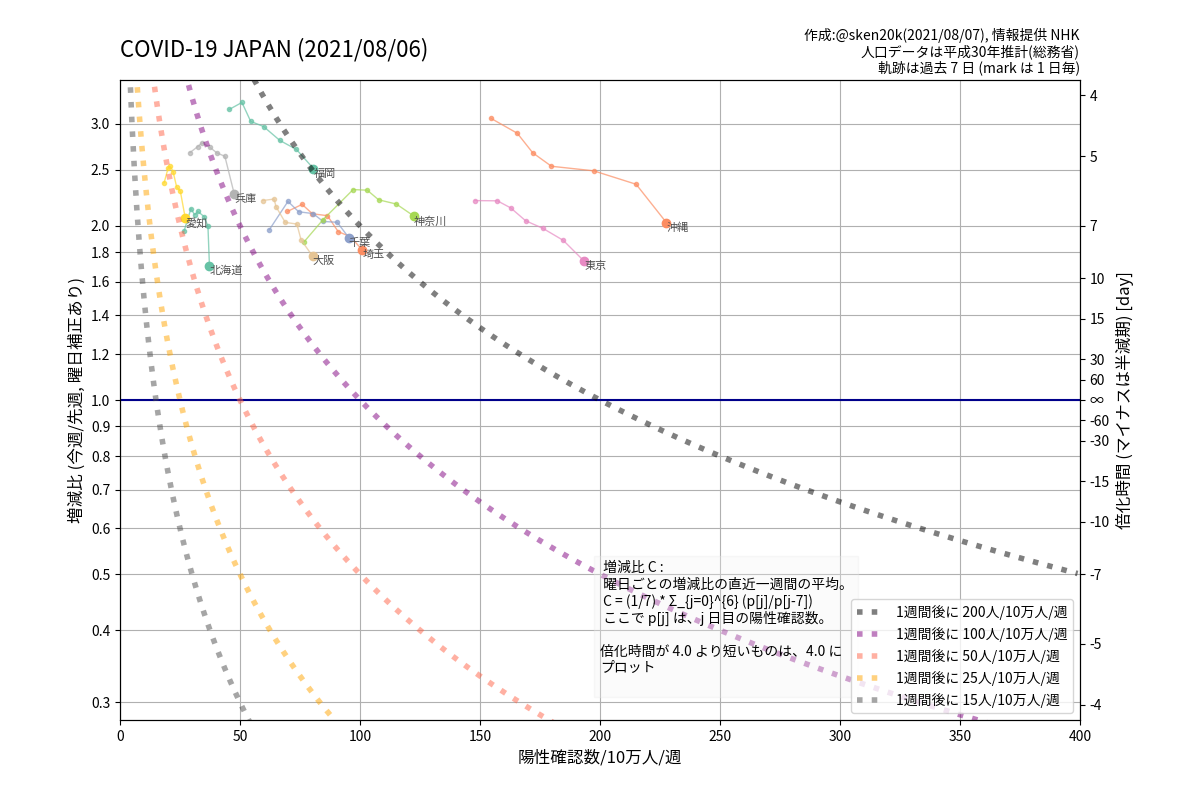 COVID-19 JAPAN (2021/08/06)
作成:@sken20k(2021/08/07), 情報提供 NHK
人口データは平成30年推計(総務省)
軌跡は過去 7 日 (mark は 1 日毎)
増減比 (今週/先週, 曜日補正あり)
3.0
2.5
2.0
1.8
1.6
1.4
1.2
1.0
0.9
0.8
0.7
0.6
0.5
0.4
0.3
福岡
兵庫
愛知
北海道
神奈川
千葉
埼玉
大阪
沖縄
東京
4
5
7
10
15
30
60
∞
-60
-30
-15
-10
-7
-5
-4
倍化時間 (マイナスは半減期) [day]
増減比 C :
曜日ごとの増減比の直近一週間の平均。
C = (1/7) * Σ_{j=0}^{6} (p[j]/p[j-7])
ここで p[j] は、j 日目の陽性確認数。
倍化時間が 4.0 より短いものは、4.0 に
プロット
1週間後に 200人/10万人/週
1週間後に 100人/10万人/週
1週間後に 50人/10万人/週
1週間後に 25人/10万人/週
1週間後に 15人/10万人/週
0 50 100 150 200 250 300 350 400
陽性確認数/10万人/週